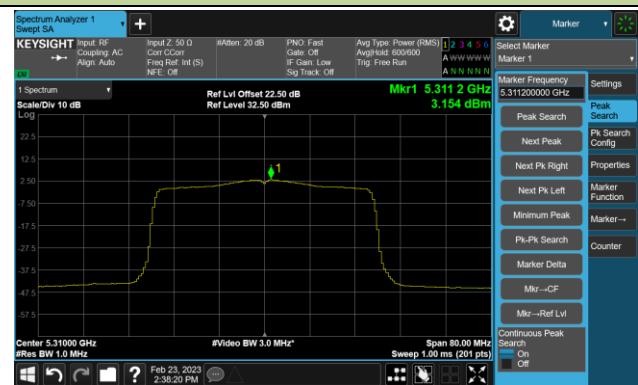 Spectrum Analyzer 1
Swept SA
+
Marker
KEYSIGHT
Input: RF
Coupling: AC
Align: Auto
Input Z: 50 Ω
Corr CCorr
Freq Ref: Int (S)
NFE: Off
#Atten: 20 dB
PNO: Fast
Gate: Off
IF Gain: Low
Sig Track: Off
Avg Type: Power (RMS)
Avg|Hold: 600/600
Trig: Free Run
1 2 3 4 5 6
A W W W W W
A N N N N N
Select Marker
Marker 1
1 Spectrum
Scale/Div 10 dB
Log
Ref Lvl Offset 22.50 dB
Ref Level 32.50 dBm
Mkr1 5.311 2 GHz
3.154 dBm
22.5
12.5
2.50
-7.50
-17.5
-27.5
-37.5
-47.5
-57.5
1
Center 5.31000 GHz
#Res BW 1.0 MHz
#Video BW 3.0 MHz*
Span 80.00 MHz
Sweep 1.00 ms (201 pts)
Marker Frequency
5.311200000 GHz
Peak Search
Next Peak
Next Pk Right
Next Pk Left
Minimum Peak
Pk-Pk Search
Marker Delta
Mkr→CF
Mkr→Ref Lvl
Continuous Peak
Search
On
Off
Settings
Peak
Search
Pk Search
Config
Properties
Marker
Function
Marker→
Counter
?
Feb 23, 2023
2:38:20 PM